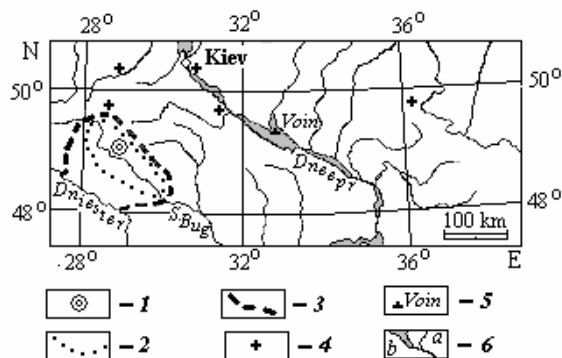 28° 32° 36°
N Kiev
50° 50°
Voin
Dneepr
Dniester S.Bug
48° 48°
100 km
28° 32° 36° E
– 1 – 3 Voin – 5
– 2 – 4 b a – 6